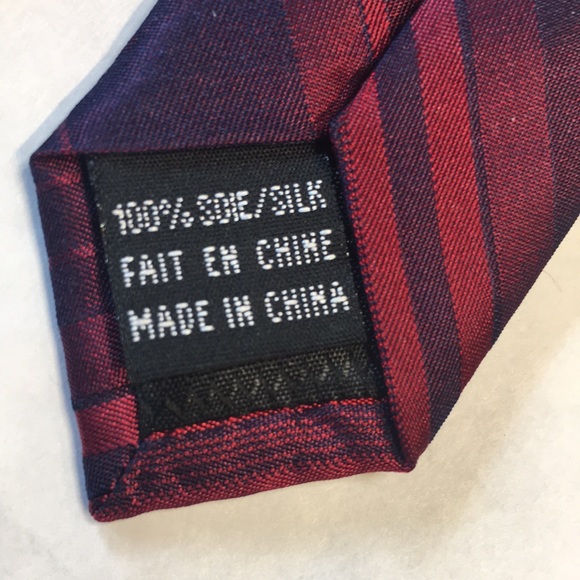 100% SOIE/SILK
FAIT EN CHINE
MADE IN CHINA